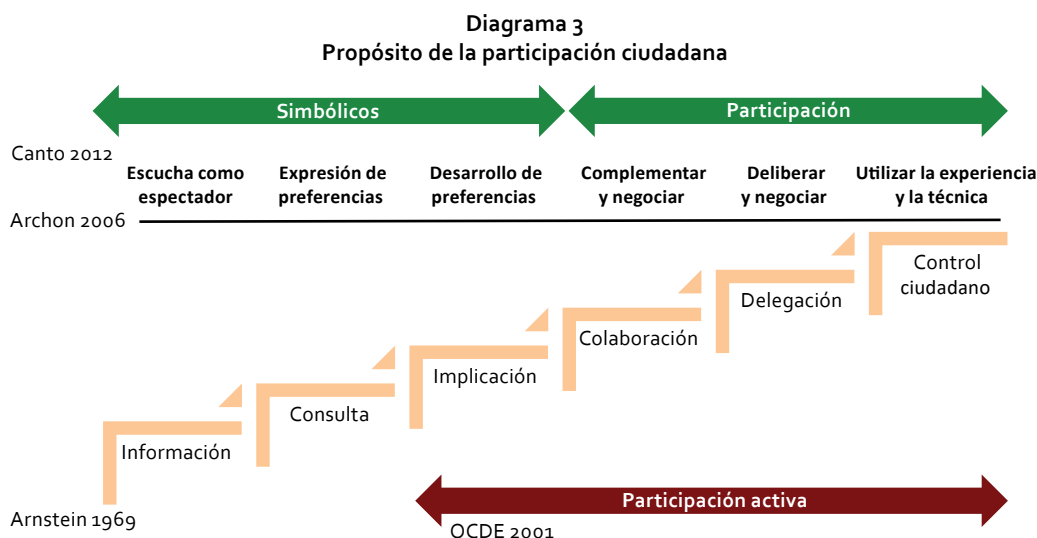 Diagrama 3
Propósito de la participación ciudadana
Simbólicos
Participación
Canto 2012
Escucha como
espectador
Expresión de
preferencias
Desarrollo de
preferencias
Complementar
y negociar
Deliberar
y negociar
Utilizar la experiencia
y la técnica
Archon 2006
Control
ciudadano
Delegación
Colaboración
Implicación
Consulta
Información
Participación activa
Arnstein 1969
OCDE 2001